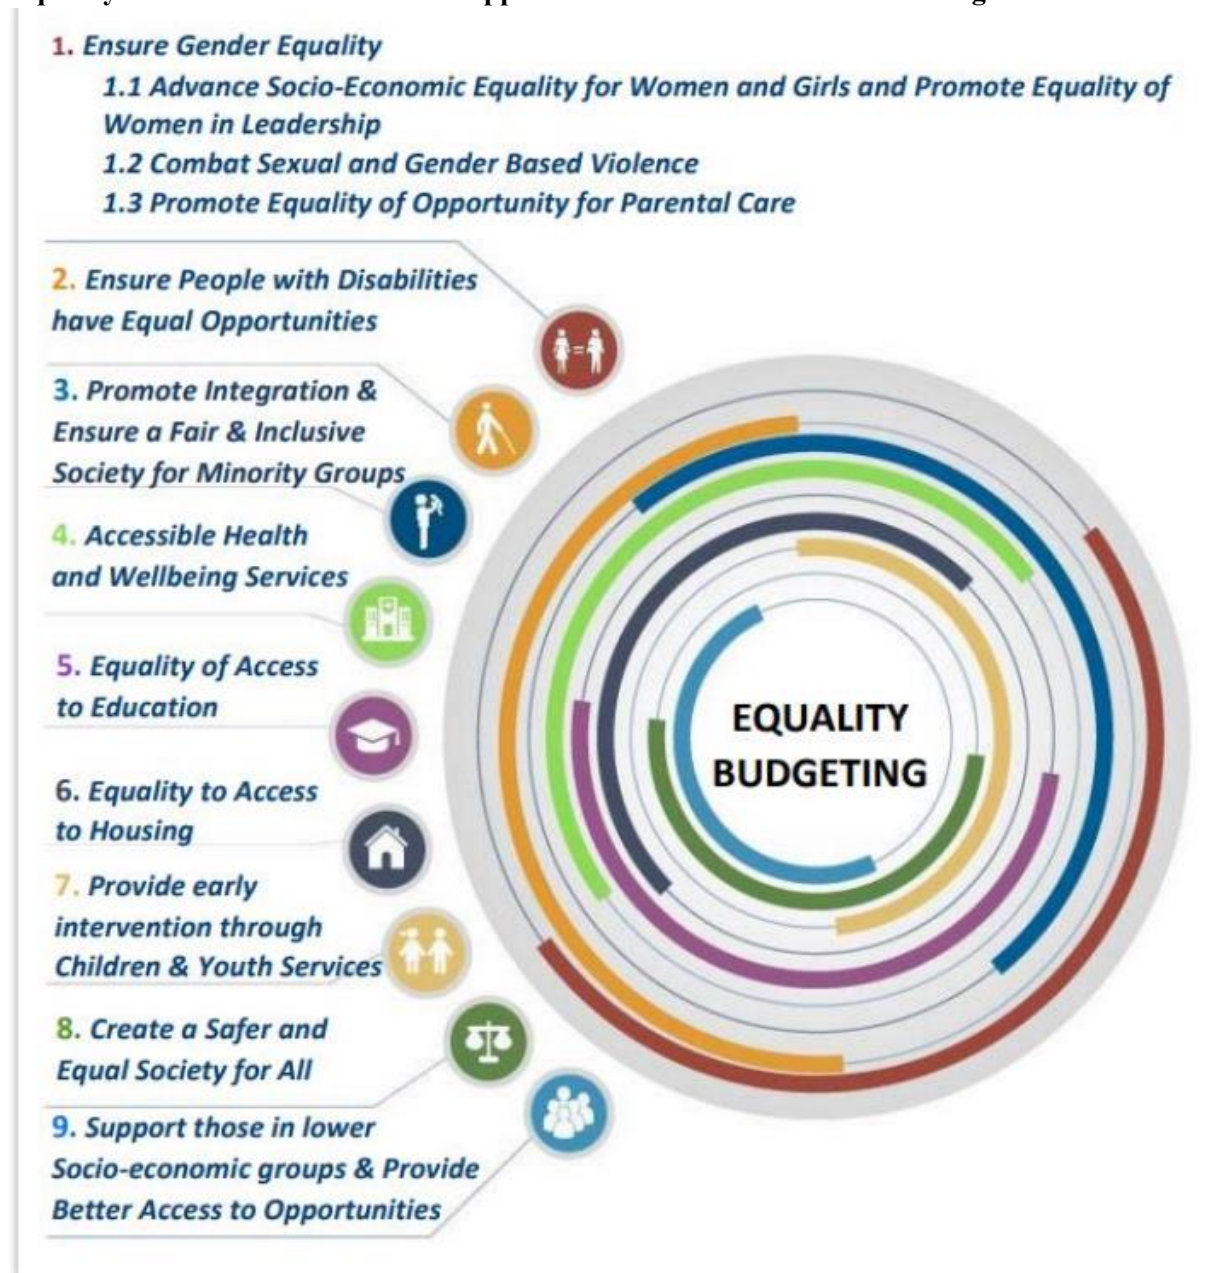 1. Ensure Gender Equality
1.1 Advance Socio-Economic Equality for Women and Girls and Promote Equality of
Women in Leadership
1.2 Combat Sexual and Gender Based Violence
1.3 Promote Equality of Opportunity for Parental Care
2. Ensure People with Disabilities
have Equal Opportunities
3. Promote Integration &
Ensure a Fair & Inclusive
Society for Minority Groups
4. Accessible Health
and Wellbeing Services
5. Equality of Access
to Education
6. Equality to Access
to Housing
7. Provide early
intervention through
Children & Youth Services
8. Create a Safer and
Equal Society for All
9. Support those in lower
Socio-economic groups & Provide
Better Access to Opportunities
EQUALITY
BUDGETING